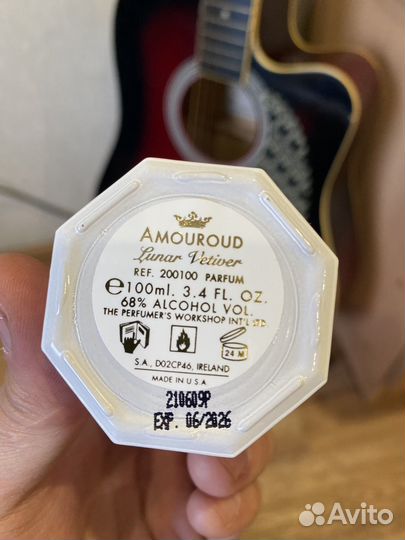 AMOUROUD
Lunar Vetiver
REF. 200100 PARFUM
℮100ml. 3.4 FL. OZ.
68% ALCOHOL VOL.
THE PERFUMER'S WORKSHOP INT'L LTD
24 M
S.A., D02CP46, IRELAND
MADE IN U.S.A.
210609P
EXP. 06/2026
Avito